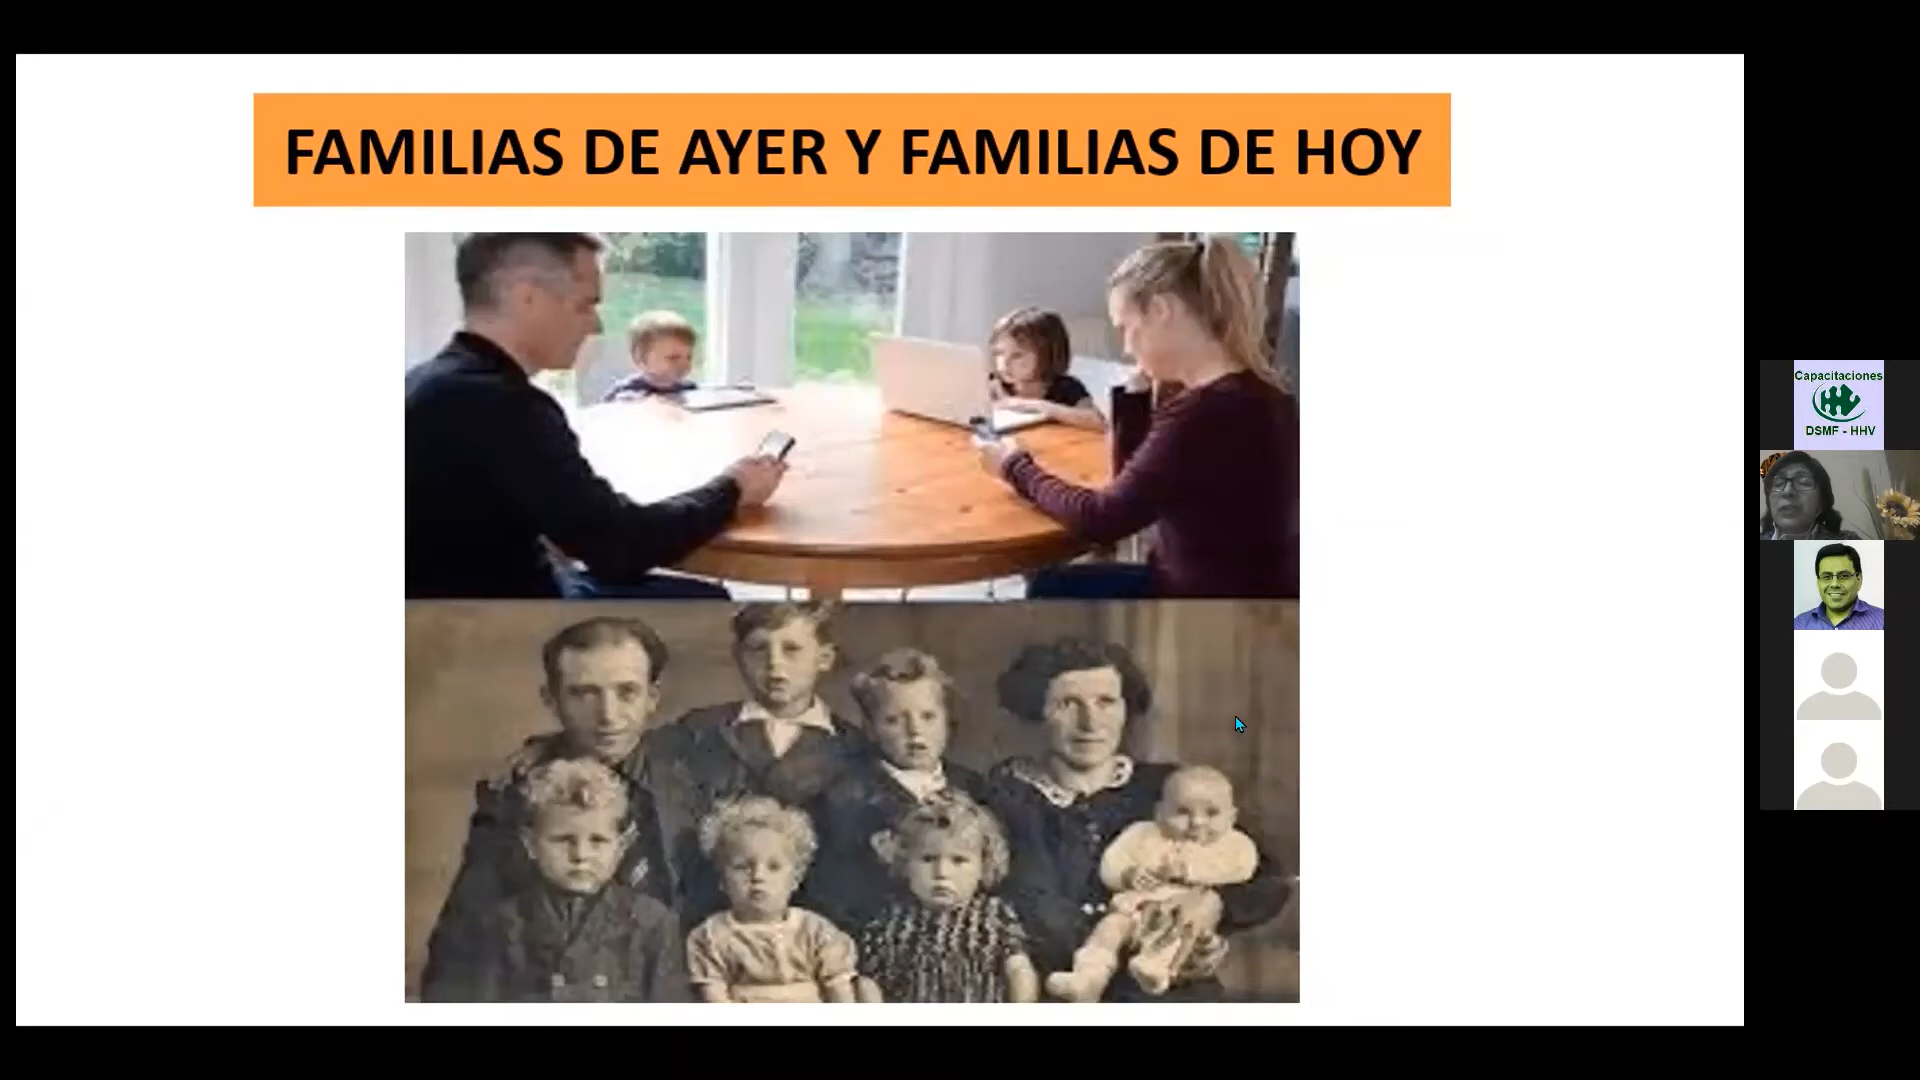 FAMILIAS DE AYER Y FAMILIAS DE HOY
Capacitaciones
DSMF - HHV